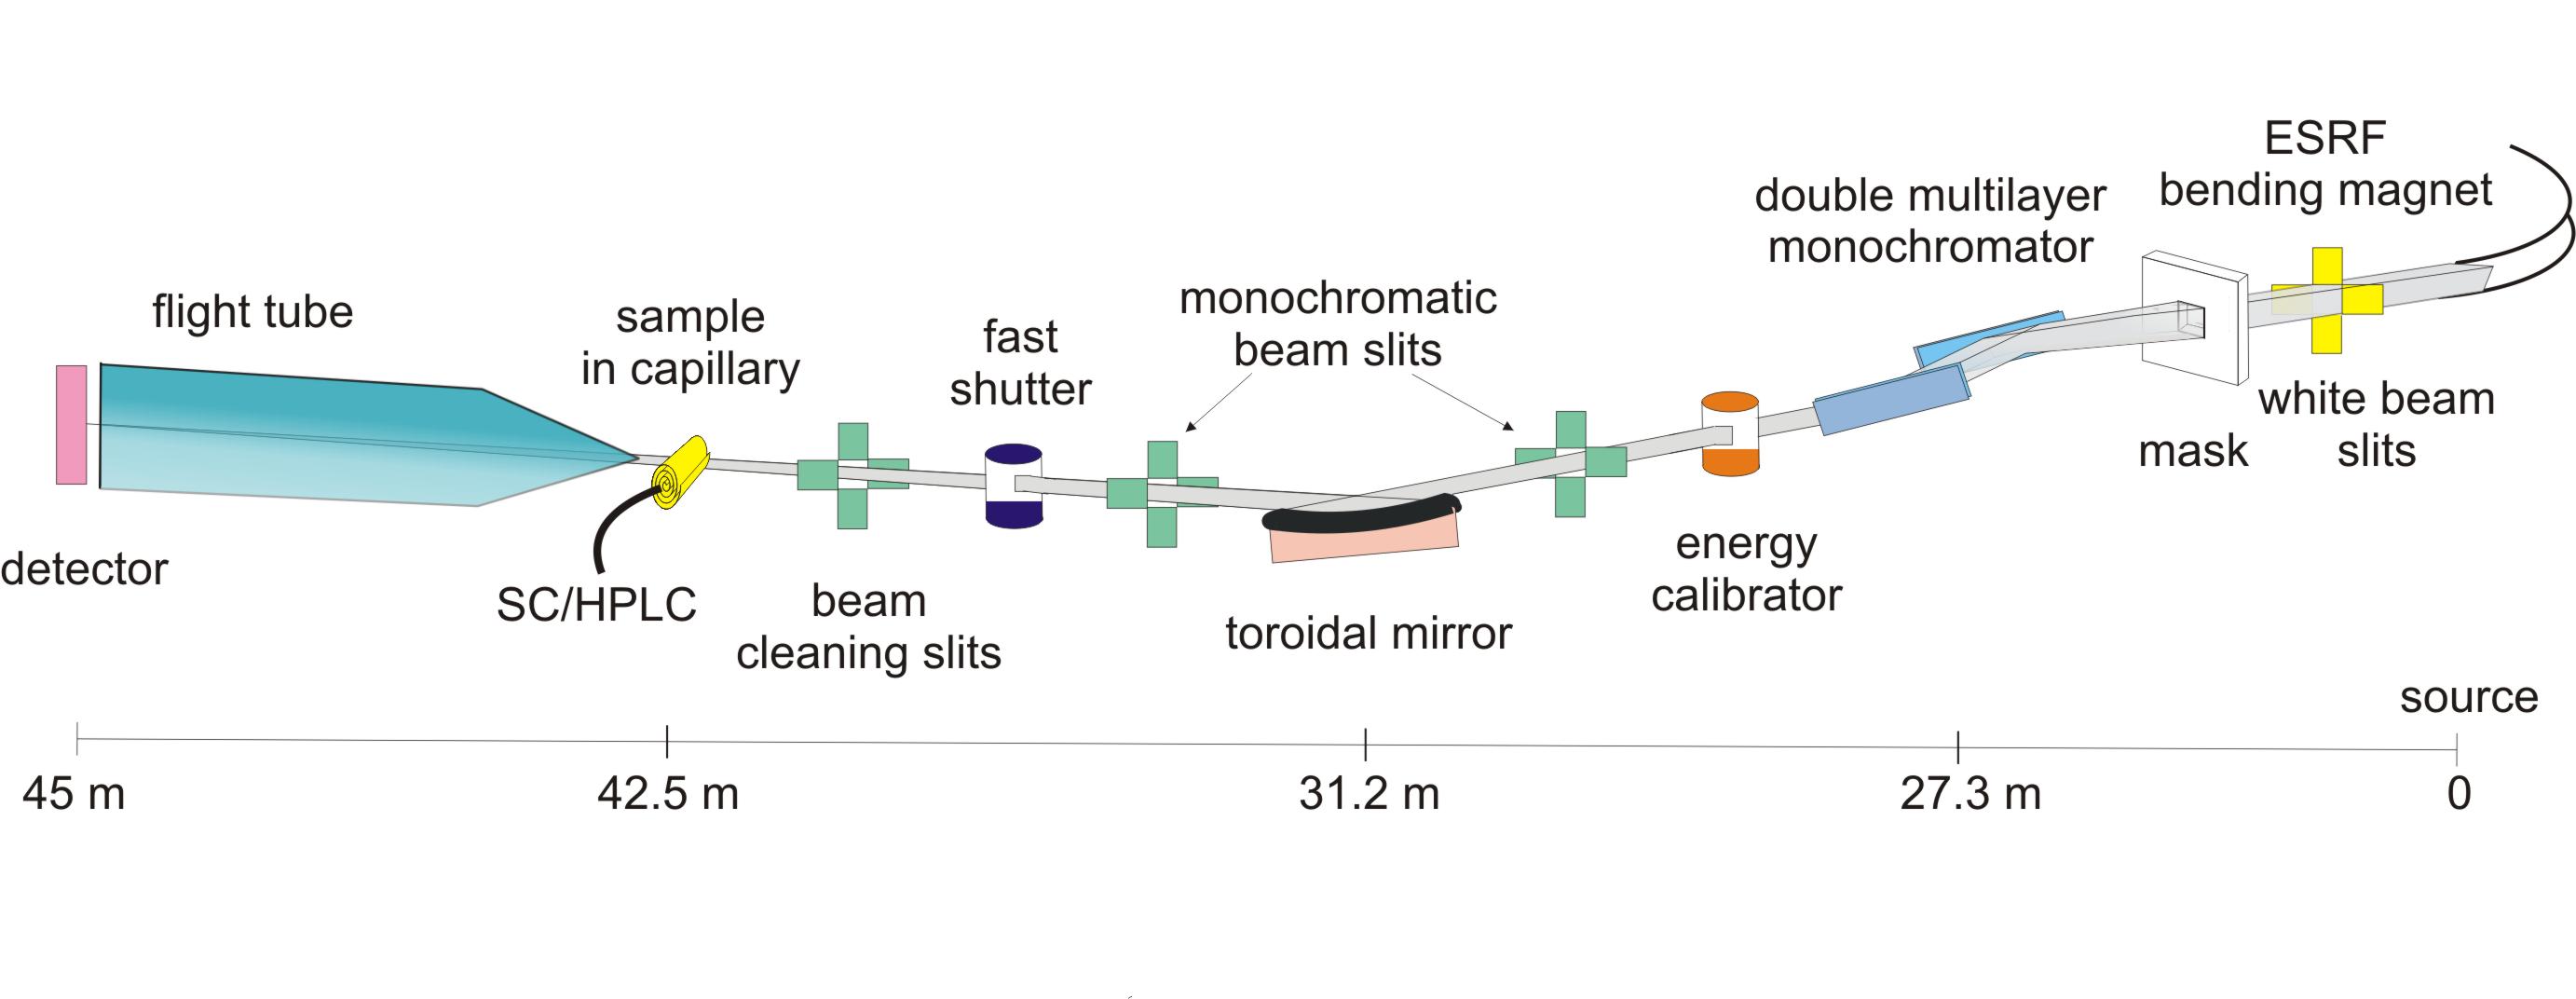 ESRF
bending magnet
double multilayer
monochromator
monochromatic
beam slits
flight tube
sample
in capillary
fast
shutter
white beam
slits
mask
energy
calibrator
detector
SC/HPLC
beam
cleaning slits
toroidal mirror
source
45 m
42.5 m
31.2 m
27.3 m
0